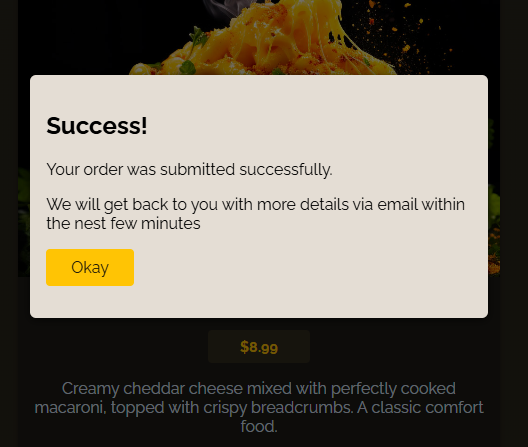 Success!
Your order was submitted successfully.
We will get back to you with more details via email within
the nest few minutes
Okay
$8.99
Creamy cheddar cheese mixed with perfectly cooked
macaroni, topped with crispy breadcrumbs. A classic comfort
food.